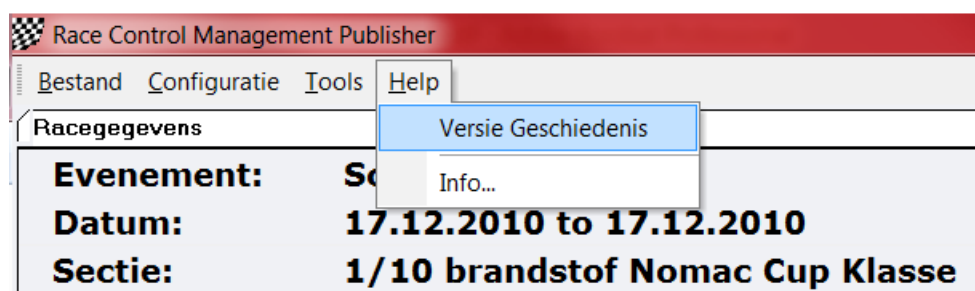 Race Control Management Publisher
Bestand Configuratie Tools Help
Racegegevens
Versie Geschiedenis
Evenement:
Info...
Datum: 17.12.2010 to 17.12.2010
Sectie: 1/10 brandstof Nomac Cup Klasse